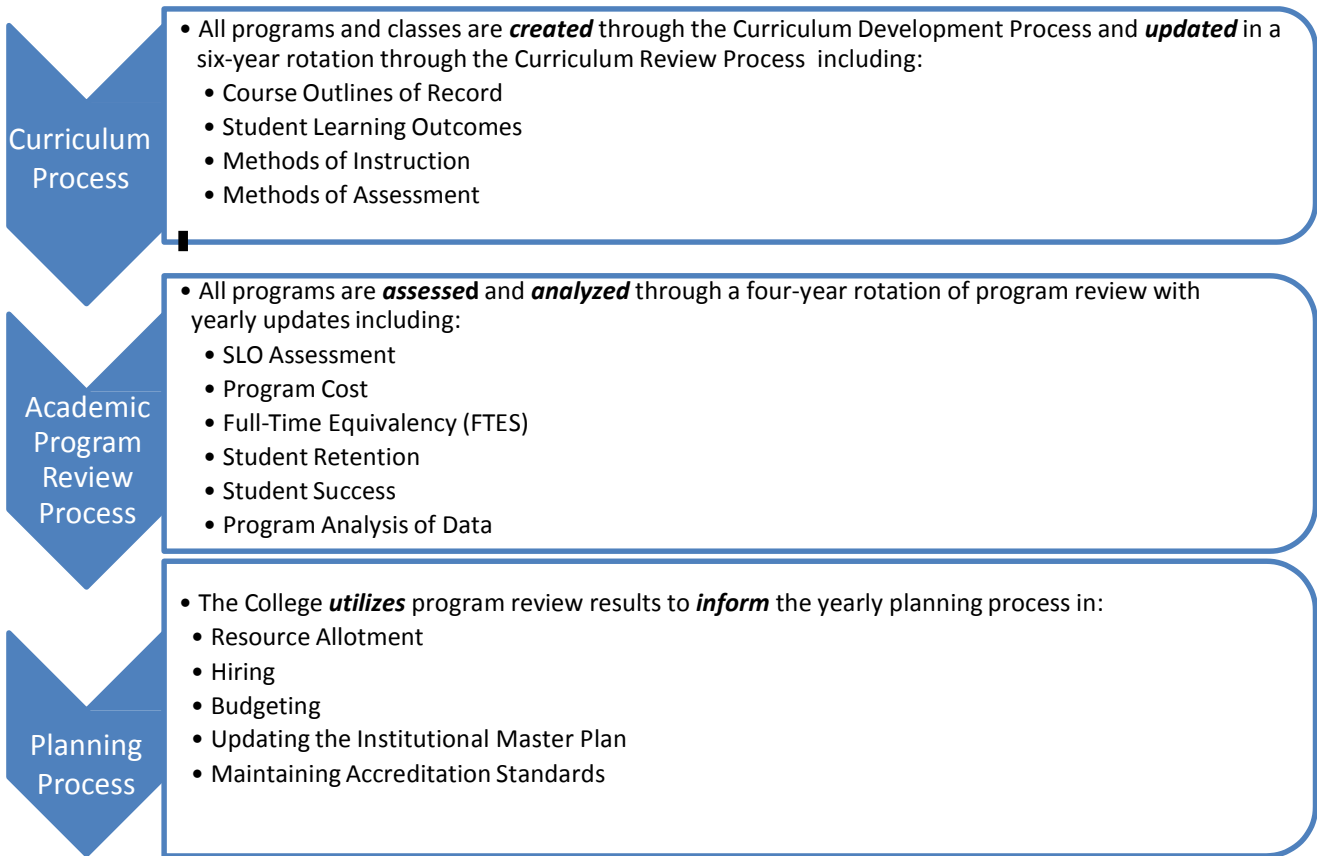 Curriculum
Process
• All programs and classes are created through the Curriculum Development Process and updated in a
six-year rotation through the Curriculum Review Process including:
• Course Outlines of Record
• Student Learning Outcomes
• Methods of Instruction
• Methods of Assessment
Academic
Program
Review
Process
• All programs are assessed and analyzed through a four-year rotation of program review with
yearly updates including:
• SLO Assessment
• Program Cost
• Full-Time Equivalency (FTES)
• Student Retention
• Student Success
• Program Analysis of Data
Planning
Process
• The College utilizes program review results to inform the yearly planning process in:
• Resource Allotment
• Hiring
• Budgeting
• Updating the Institutional Master Plan
• Maintaining Accreditation Standards